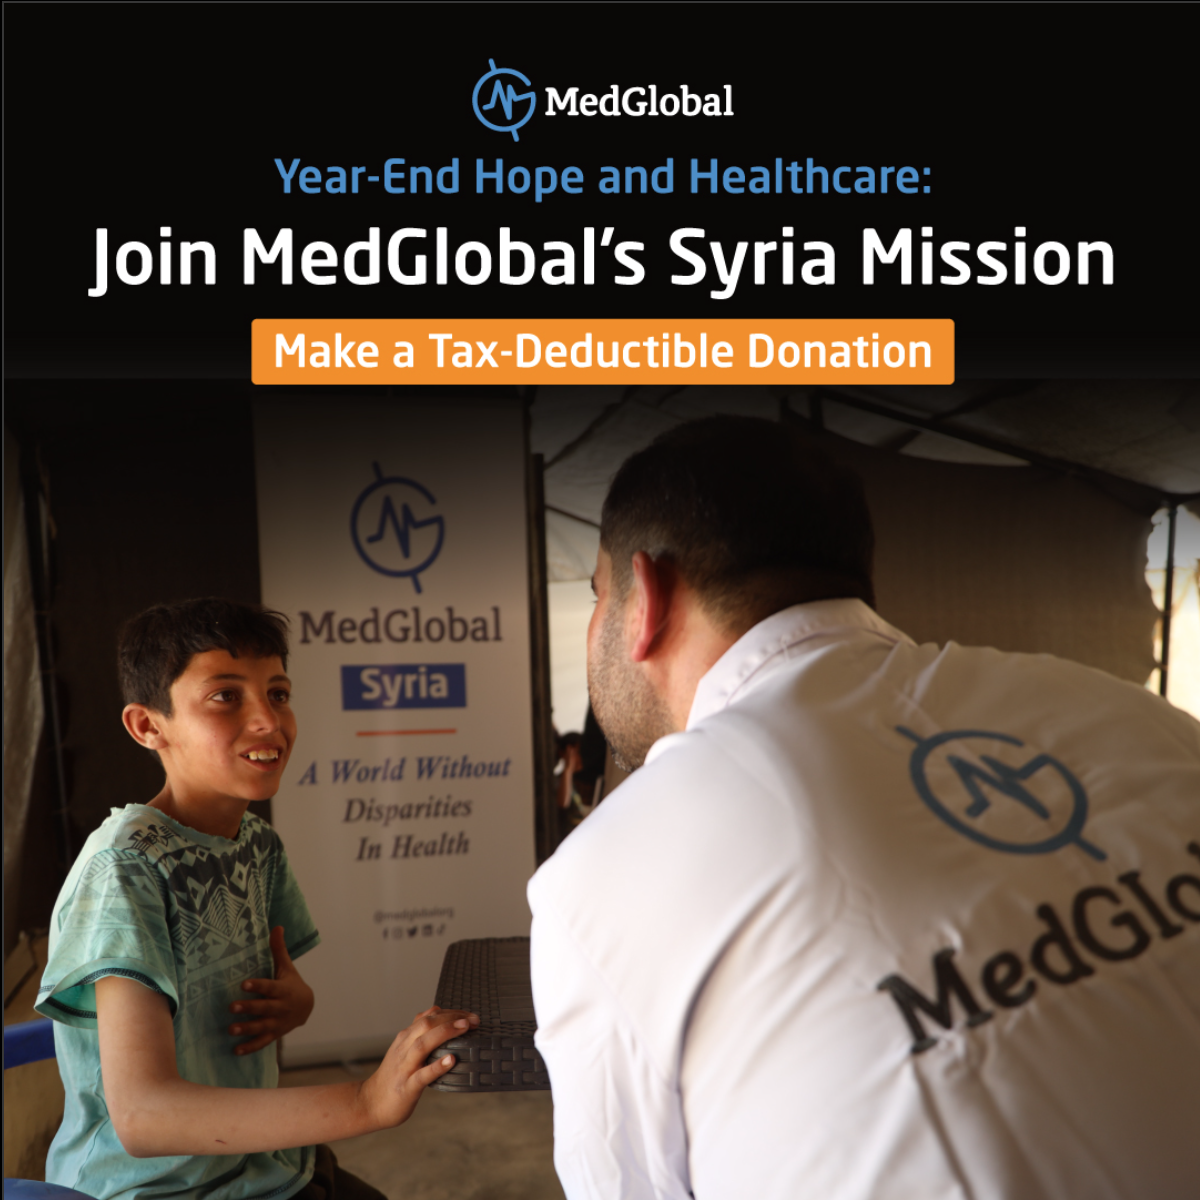 MedGlobal
Year-End Hope and Healthcare:
Join MedGlobal's Syria Mission
Make a Tax-Deductible Donation
MedGlobal
Syria
A World Without
Disparities
In Health
@medglobalorg
MedGlo